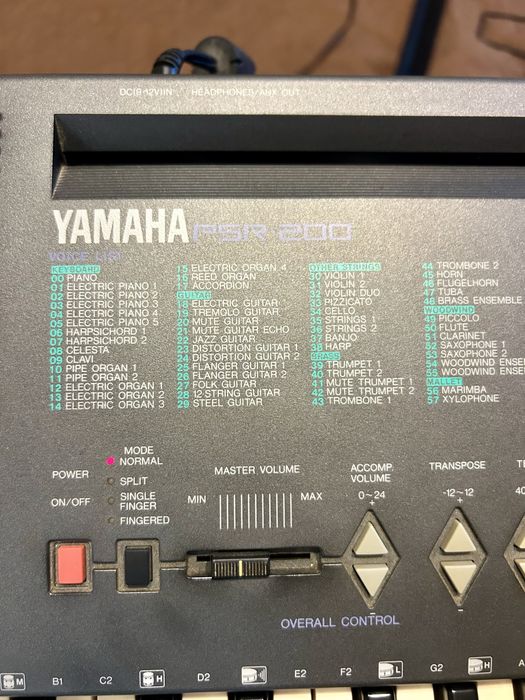 DC IN HEADPHONES/AUX OUT
YAMAHA PSR-200
VOICE LIST
KEYBOARD
00 PIANO
01 ELECTRIC PIANO 1
02 ELECTRIC PIANO 2
03 ELECTRIC PIANO 3
04 ELECTRIC PIANO 4
05 ELECTRIC PIANO 5
06 HARPSICHORD 1
07 HARPSICHORD 2
08 CELESTA
09 CLAVI
10 PIPE ORGAN 1
11 PIPE ORGAN 2
12 ELECTRIC ORGAN 1
13 ELECTRIC ORGAN 2
14 ELECTRIC ORGAN 3
15 ELECTRIC ORGAN 4
16 REED ORGAN
17 ACCORDION
GUITAR
18 ELECTRIC GUITAR
19 TREMOLO GUITAR
20 MUTE GUITAR
21 MUTE GUITAR ECHO
22 JAZZ GUITAR
23 DISTORTION GUITAR 1
24 DISTORTION GUITAR 2
25 FLANGER GUITAR 1
26 FLANGER GUITAR 2
27 FOLK GUITAR
28 12 STRING GUITAR
29 STEEL GUITAR
OTHER STRINGS
30 VIOLIN 1
31 VIOLIN 2
32 VIOLIN DUO
33 PIZZICATO
34 CELLO
35 STRINGS 1
36 STRINGS 2
37 BANJO
38 HARP
BRASS
39 TRUMPET 1
40 TRUMPET 2
41 MUTE TRUMPET 1
42 MUTE TRUMPET 2
43 TROMBONE 1
44 TROMBONE 2
45 HORN
46 FLUGELHORN
47 TUBA
48 BRASS ENSEMBLE
WOODWIND
49 PICCOLO
50 FLUTE
51 CLARINET
52 SAXOPHONE 1
53 SAXOPHONE 2
54 WOODWIND ENSEM
55 WOODWIND ENSEM
MALLET
56 MARIMBA
57 XYLOPHONE
MODE
NORMAL
SPLIT
SINGLE
FINGER
FINGERED
POWER
ON/OFF
MASTER VOLUME
MIN MAX
ACCOMP.
VOLUME
0~24
+
-
TRANSPOSE
-12~12
+
-
OVERALL CONTROL
M B1 C2 H D2 E2 F2 L G2 H A